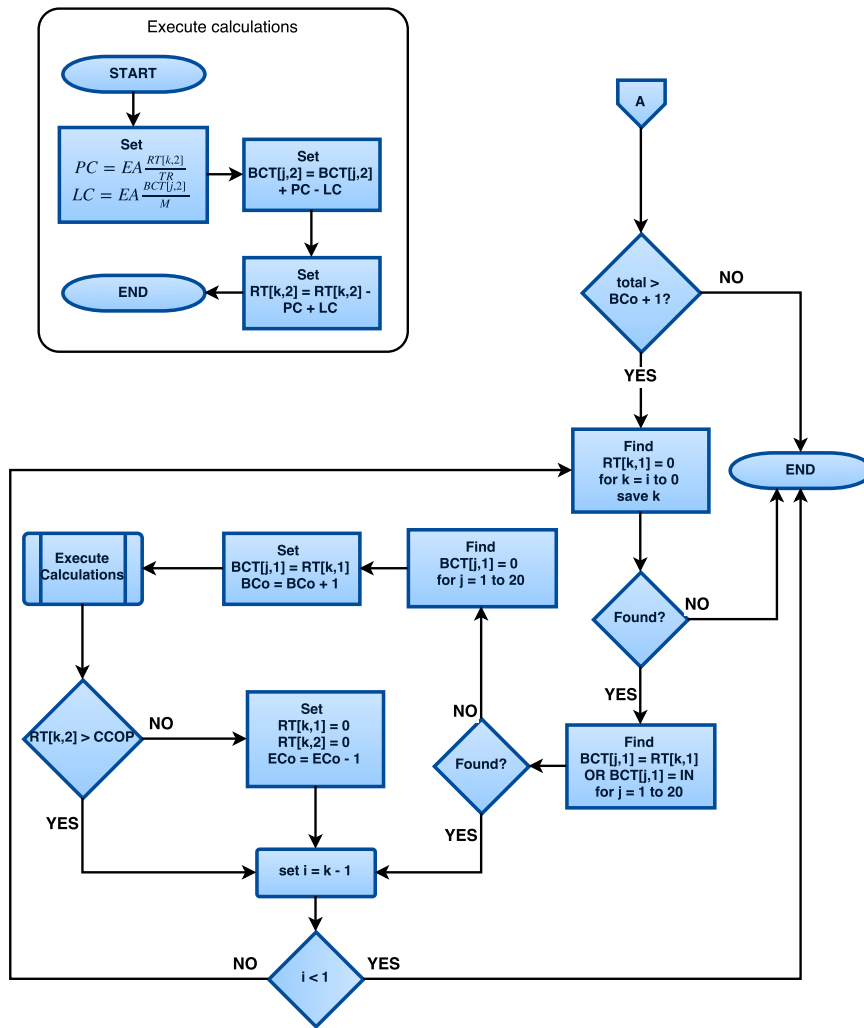 Execute calculations
START
Set
PC = EA RT[k,2]/TR
LC = EA BCT[j,2]/M
Set
BCT[j,2] = BCT[j,2]
+ PC - LC
Set
RT[k,2] = RT[k,2] -
PC + LC
END
A
total >
BCo + 1?
NO
YES
Find
RT[k,1] = 0
for k = i to 0
save k
END
Found?
NO
YES
Find
BCT[j,1] = RT[k,1]
OR BCT[j,1] = IN
for j = 1 to 20
Found?
NO
YES
Find
BCT[j,1] = 0
for j = 1 to 20
Set
BCT[j,1] = RT[k,1]
BCo = BCo + 1
Execute
Calculations
RT[k,2] > CCOP
NO
YES
Set
RT[k,1] = 0
RT[k,2] = 0
ECo = ECo - 1
set i = k - 1
i < 1
NO
YES